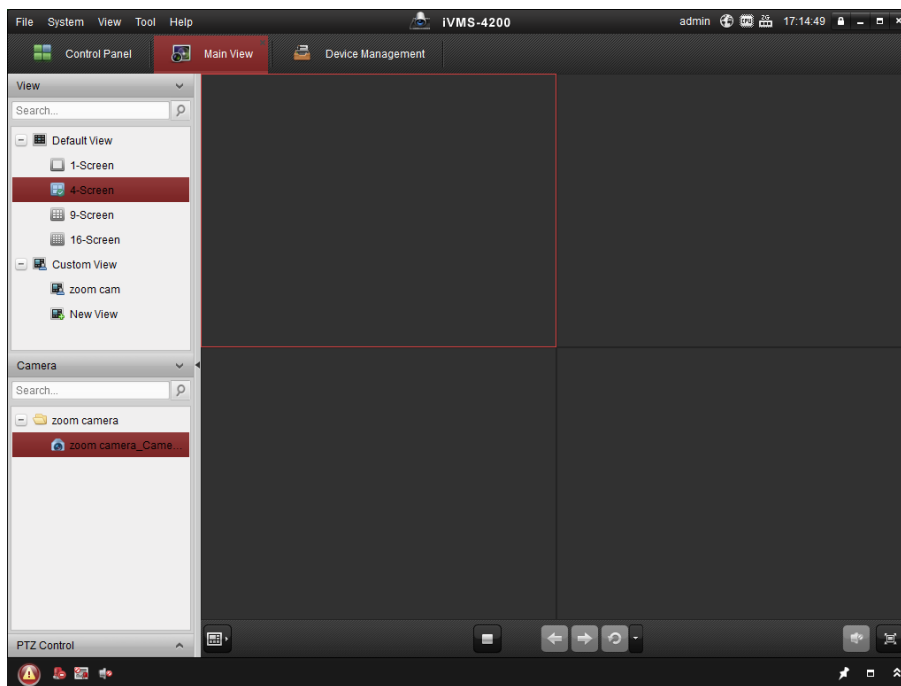 File System View Tool Help iVMS-4200 admin 17:14:49
Control Panel Main View Device Management
View
Search...
Default View
1-Screen
4-Screen
9-Screen
16-Screen
Custom View
zoom cam
New View
Camera
Search...
zoom camera
zoom camera_Came...
PTZ Control